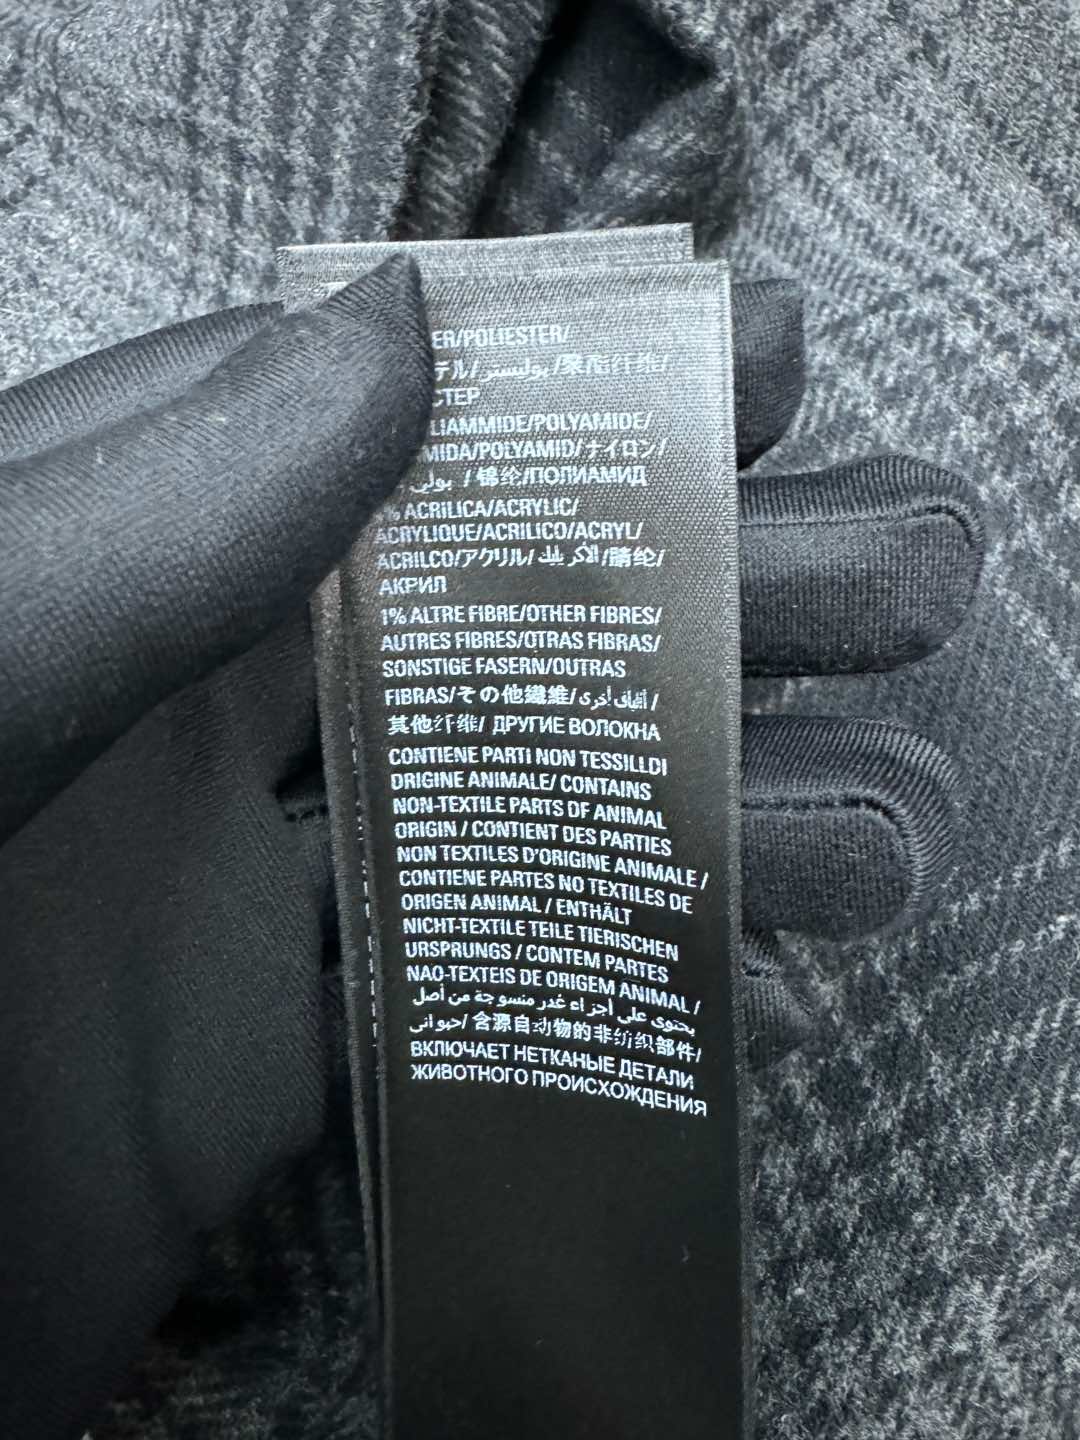 ER/POLIESTER/
テル/بوليستر/聚酯纤维/
СТЕР
LIAMMIDE/POLYAMIDE/
MIDA/POLYAMID/ナイロン/
بولي / 锦纶/ПОЛИАМИД
% ACRILICA/ACRYLIC/
ACRYLIQUE/ACRILICO/ACRYL/
ACRILCO/アクリル/الأكريليك/腈纶/
АКРИЛ
1% ALTRE FIBRE/OTHER FIBRES/
AUTRES FIBRES/OTRAS FIBRAS/
SONSTIGE FASERN/OUTRAS
FIBRAS/その他繊維/ألياف أخرى/
其他纤维/ ДРУГИЕ ВОЛОКНА
CONTIENE PARTI NON TESSILLDI
ORIGINE ANIMALE/ CONTAINS
NON-TEXTILE PARTS OF ANIMAL
ORIGIN / CONTIENT DES PARTIES
NON TEXTILES D'ORIGINE ANIMALE /
CONTIENE PARTES NO TEXTILES DE
ORIGEN ANIMAL / ENTHÄLT
NICHT-TEXTILE TEILE TIERISCHEN
URSPRUNGS / CONTEM PARTES
NAO-TEXTEIS DE ORIGEM ANIMAL /
يحتوى على أجزاء غدر منسوجة من أصل
حيواني/ 含源自动物的非纺织部件/
ВКЛЮЧАЕТ НЕТКАНЫЕ ДЕТАЛИ
ЖИВОТНОГО ПРОИСХОЖДЕНИЯ